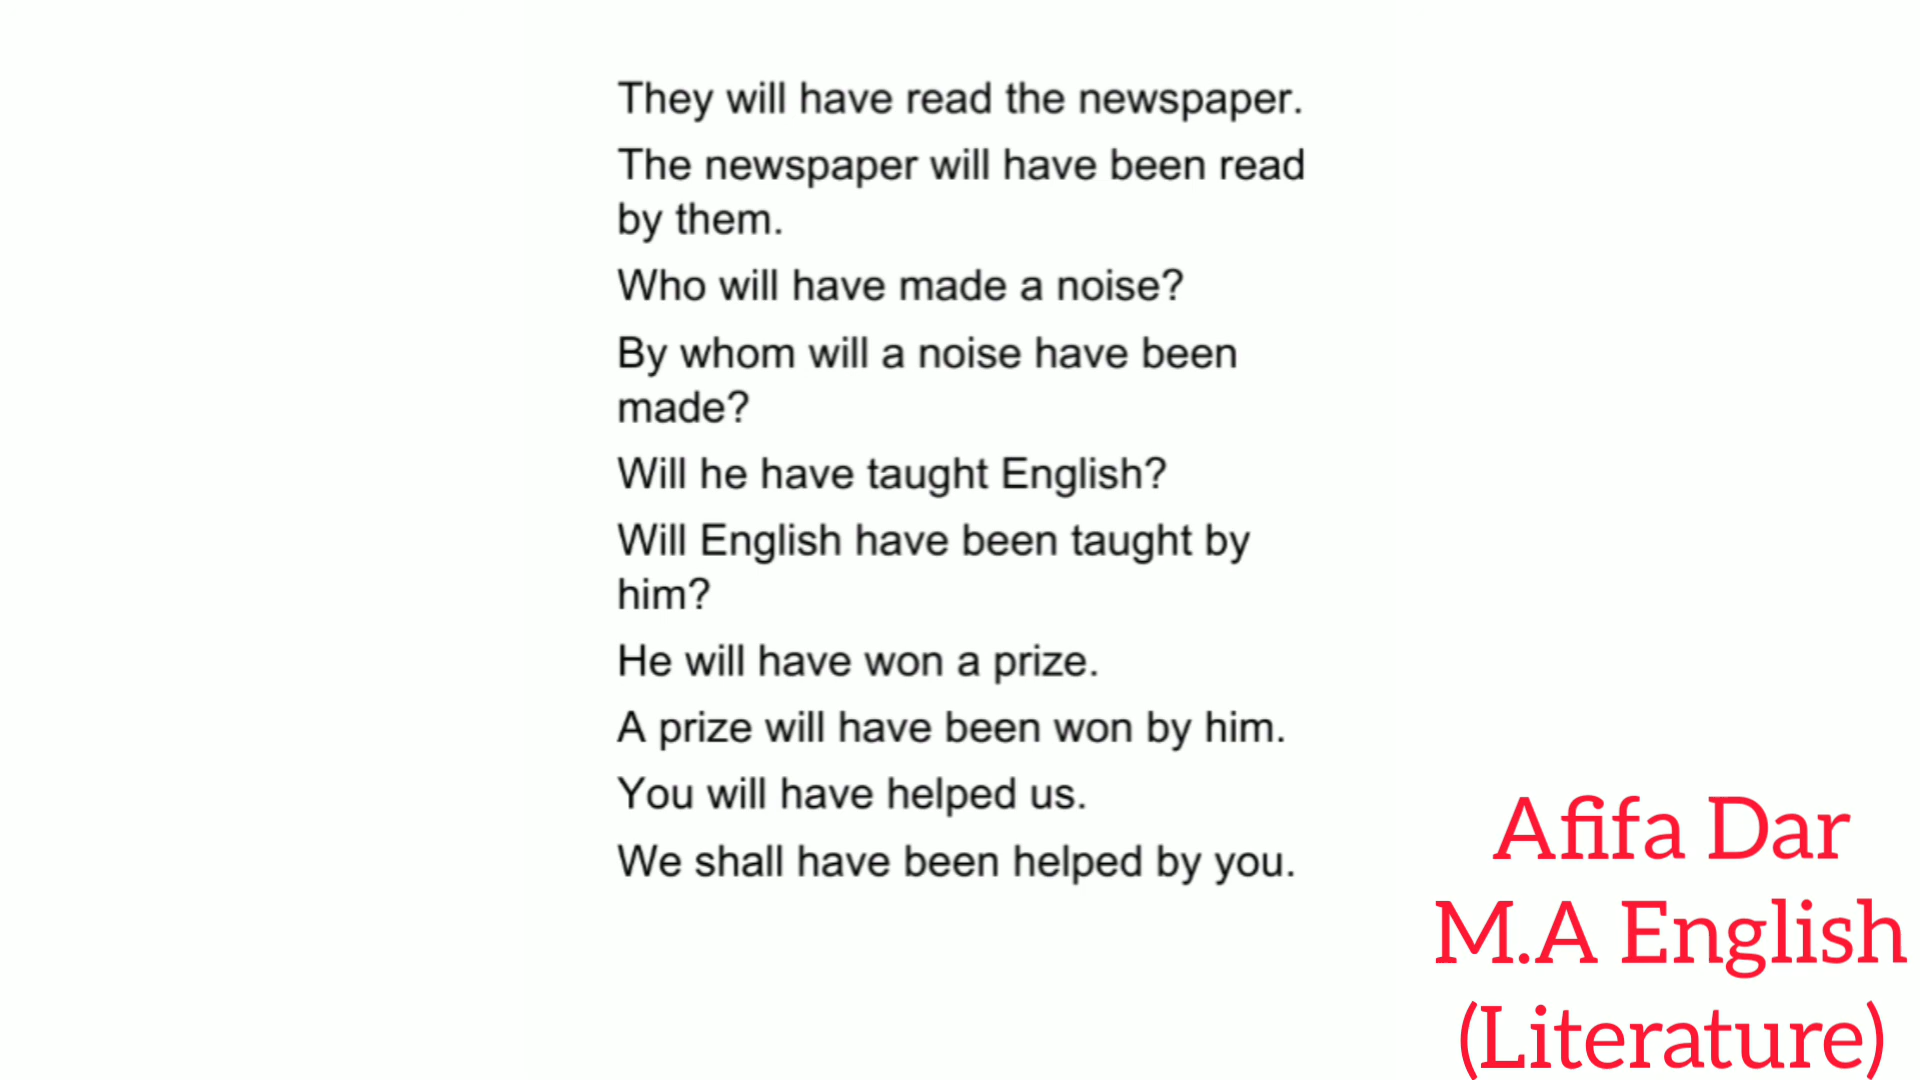 They will have read the newspaper.
The newspaper will have been read
by them.
Who will have made a noise?
By whom will a noise have been
made?
Will he have taught English?
Will English have been taught by
him?
He will have won a prize.
A prize will have been won by him.
You will have helped us.
We shall have been helped by you.
Afifa Dar
M.A English
(Literature)